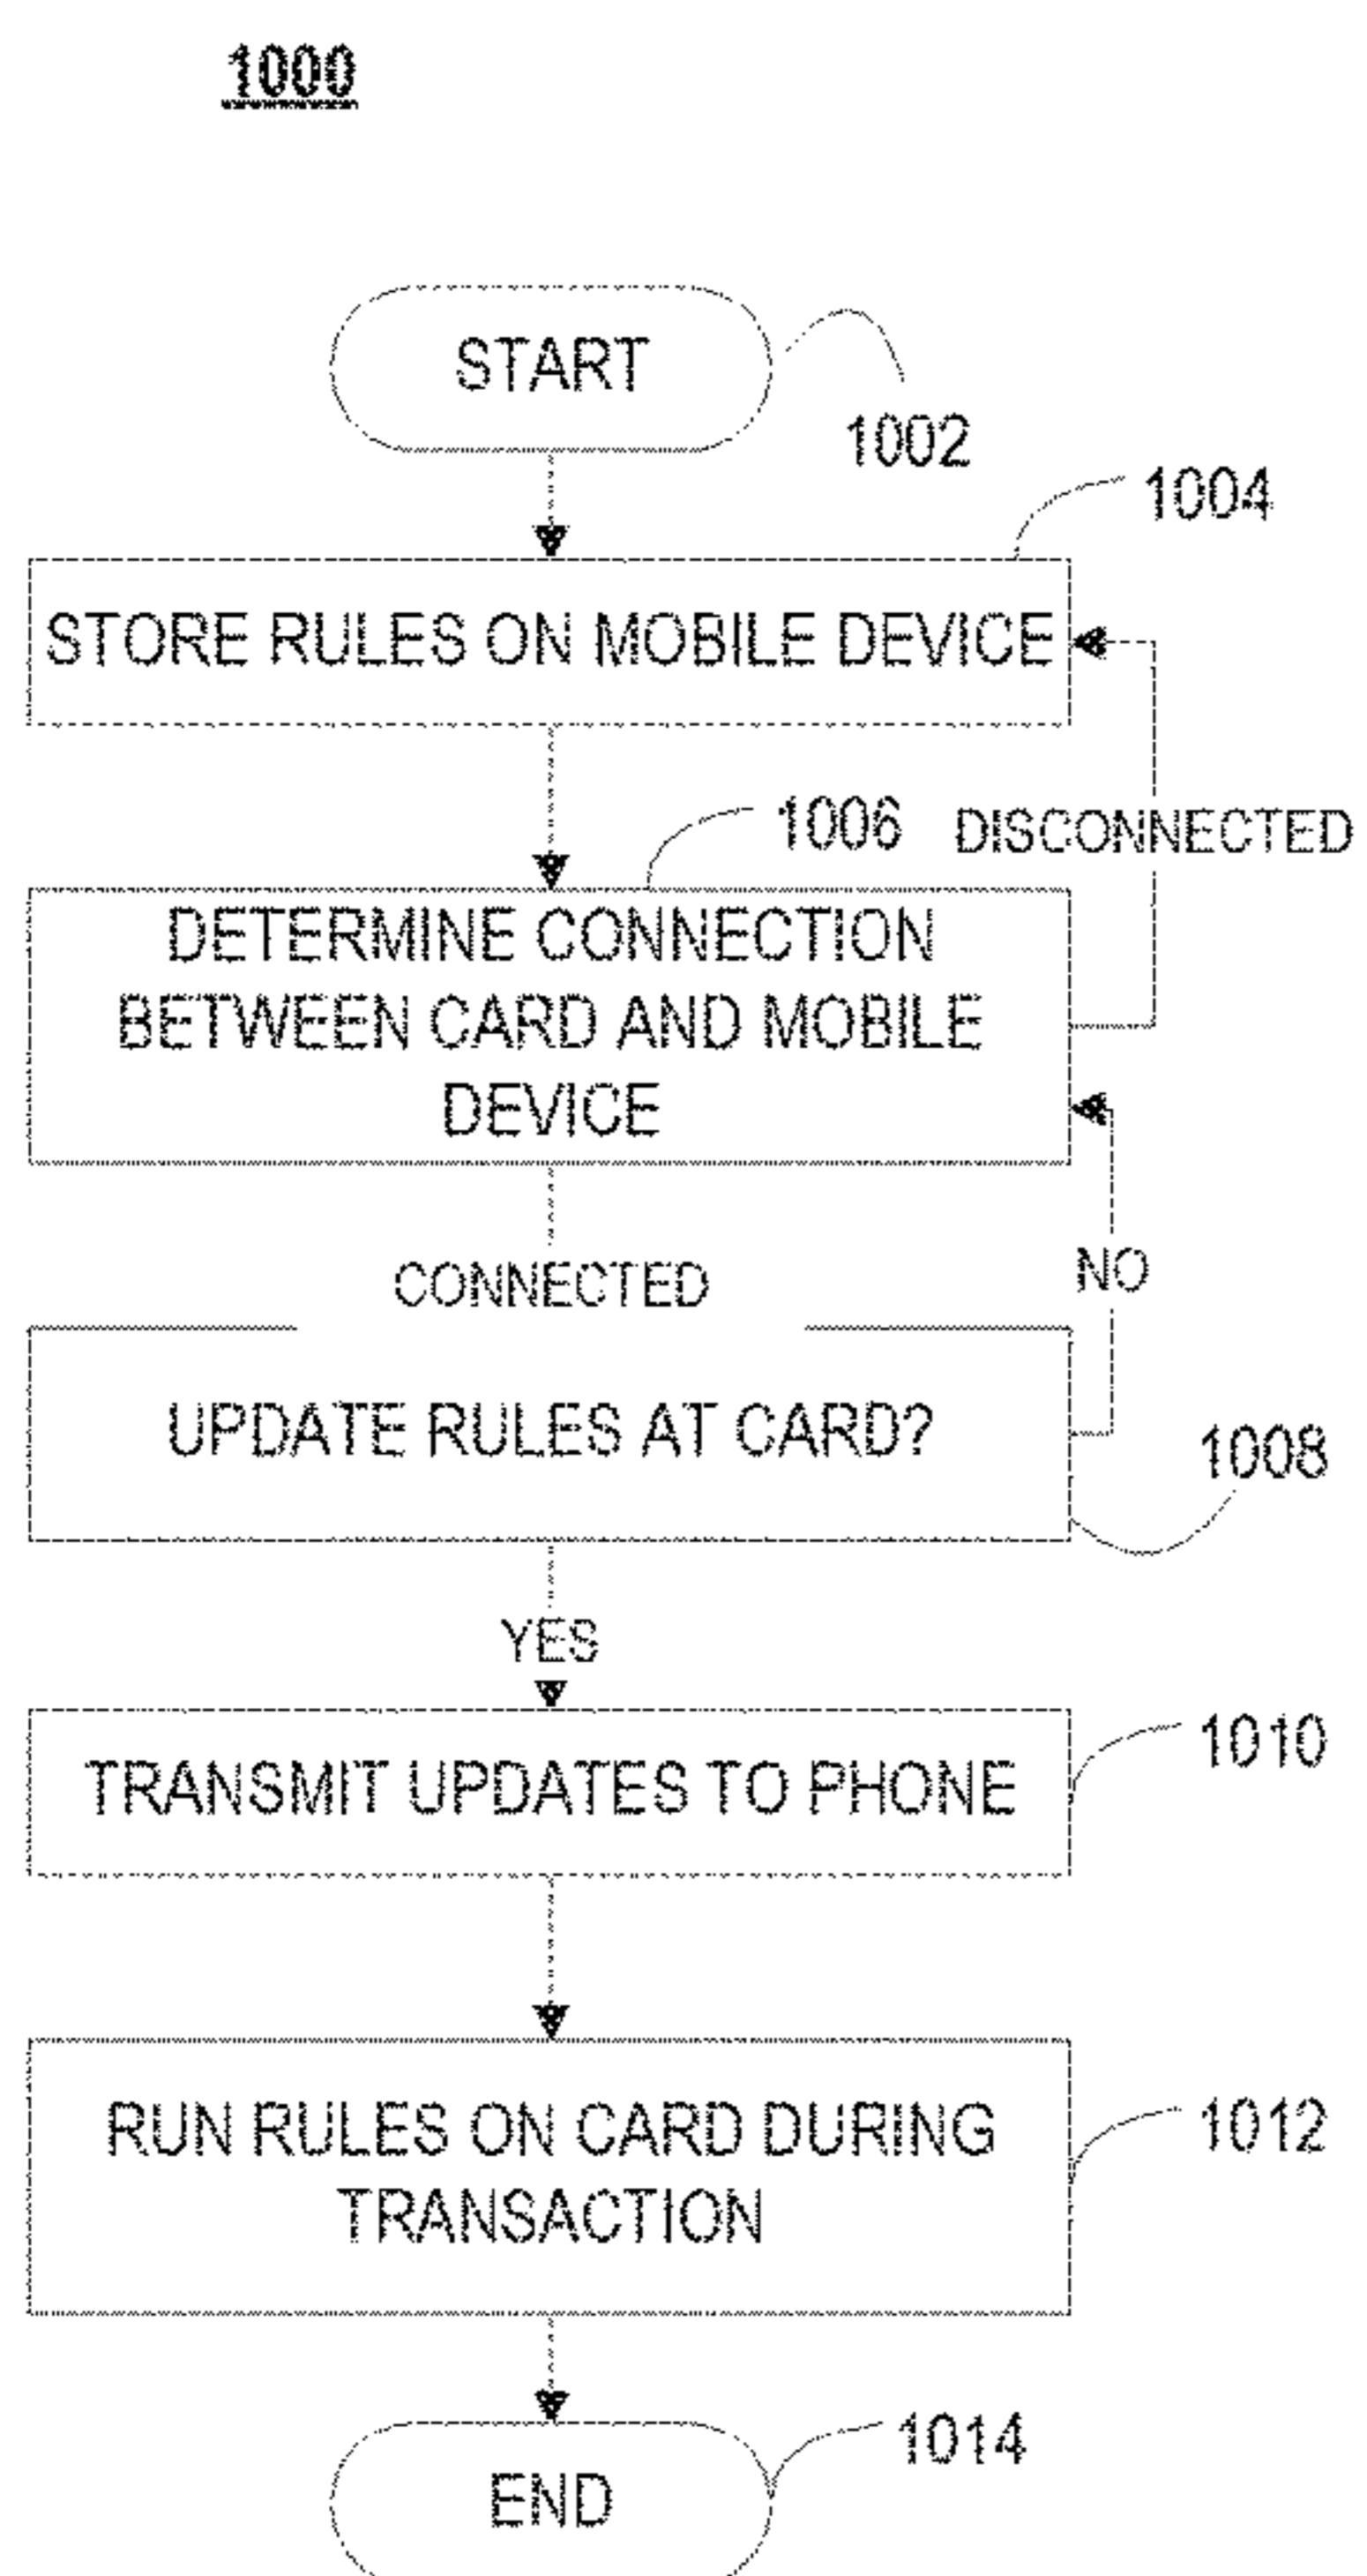 1000
START
1002
1004
STORE RULES ON MOBILE DEVICE
1006
DISCONNECTED
DETERMINE CONNECTION
BETWEEN CARD AND MOBILE
DEVICE
CONNECTED
NO
UPDATE RULES AT CARD?
1008
YES
TRANSMIT UPDATES TO PHONE
1010
RUN RULES ON CARD DURING
TRANSACTION
1012
1014
END